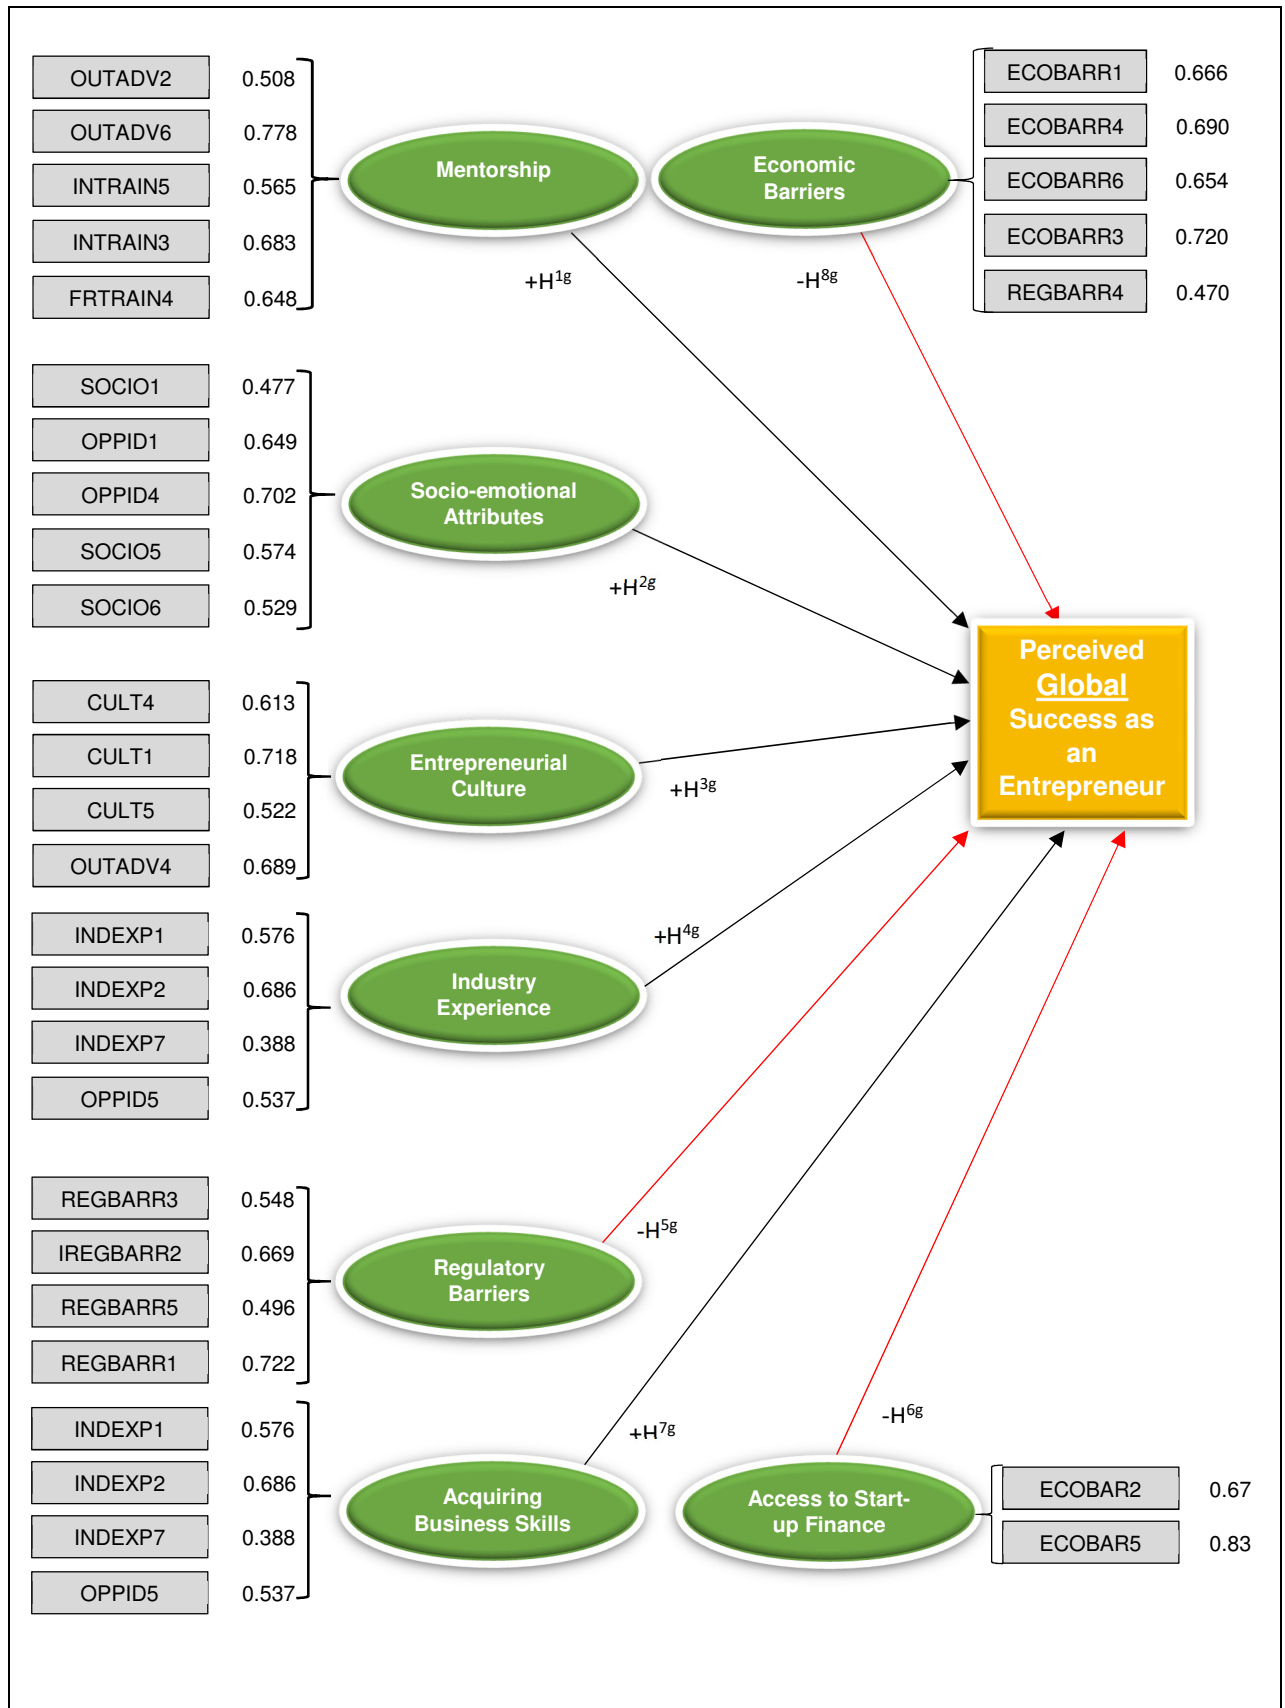 OUTADV2 0.508
OUTADV6 0.778
INTRAIN5 0.565
INTRAIN3 0.683
FRTRAIN4 0.648
Mentorship
+H1g
Economic
Barriers
-H8g
ECOBARR1 0.666
ECOBARR4 0.690
ECOBARR6 0.654
ECOBARR3 0.720
REGBARR4 0.470
SOCIO1 0.477
OPPID1 0.649
OPPID4 0.702
SOCIO5 0.574
SOCIO6 0.529
Socio-emotional
Attributes
+H2g
Perceived
Global
Success as
an
Entrepreneur
CULT4 0.613
CULT1 0.718
CULT5 0.522
OUTADV4 0.689
Entrepreneurial
Culture
+H3g
INDEXP1 0.576
INDEXP2 0.686
INDEXP7 0.388
OPPID5 0.537
Industry
Experience
+H4g
REGBARR3 0.548
IREGBARR2 0.669
REGBARR5 0.496
REGBARR1 0.722
Regulatory
Barriers
-H5g
INDEXP1 0.576
INDEXP2 0.686
INDEXP7 0.388
OPPID5 0.537
Acquiring
Business Skills
+H7g
-H6g
Access to Start-
up Finance
ECOBAR2 0.67
ECOBAR5 0.83